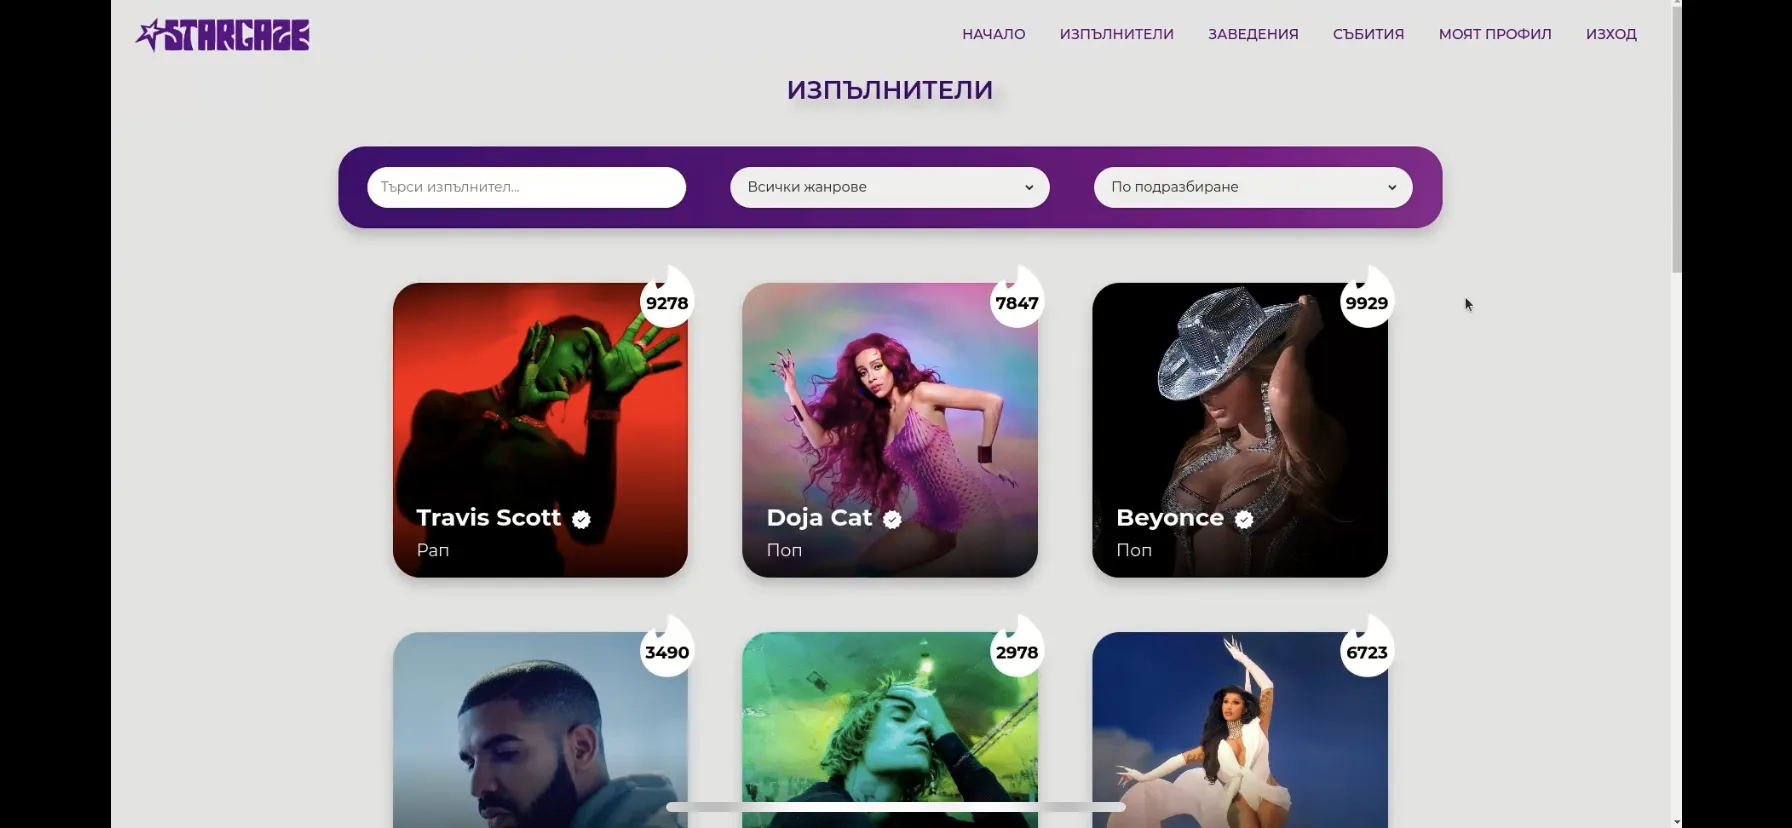 STARGAZE
НАЧАЛО
ИЗПЪЛНИТЕЛИ
ЗАВЕДЕНИЯ
СЪБИТИЯ
МОЯТ ПРОФИЛ
ИЗХОД
ИЗПЪЛНИТЕЛИ
Търси изпълнител...
Всички жанрове
По подразбиране
9278
7847
9929
Travis Scott
Рап
Doja Cat
Поп
Beyonce
Поп
3490
2978
6723